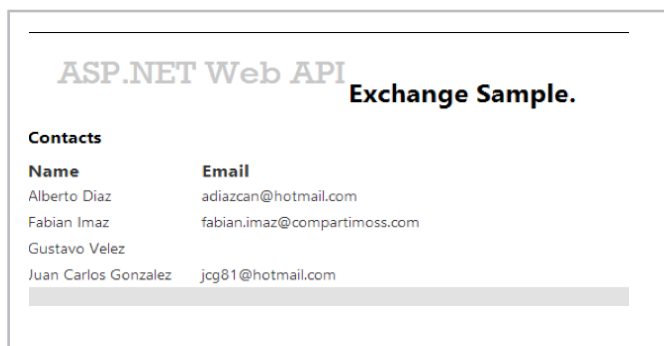 ASP.NET Web API
Exchange Sample.
Contacts
Name Email
Alberto Diaz adiazcan@hotmail.com
Fabian Imaz fabian.imaz@compartimoss.com
Gustavo Velez
Juan Carlos Gonzalez jcg81@hotmail.com